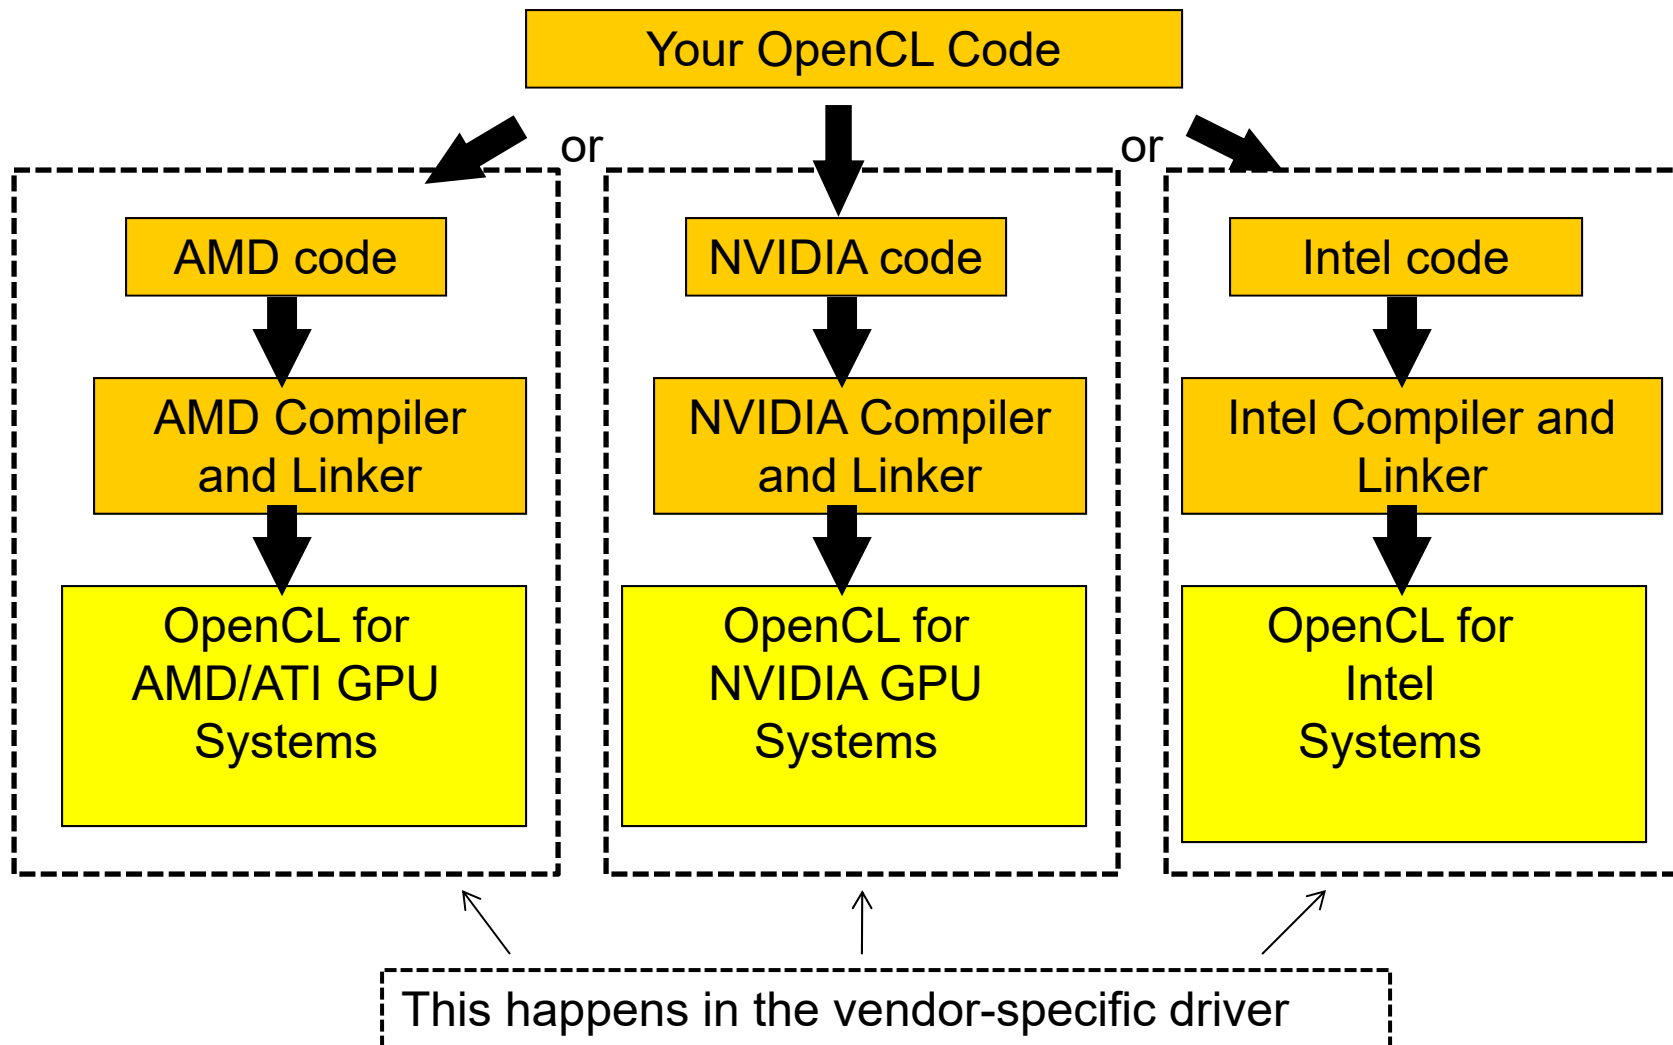 Your OpenCL Code
or
or
AMD code
NVIDIA code
Intel code
AMD Compiler
and Linker
NVIDIA Compiler
and Linker
Intel Compiler and
Linker
OpenCL for
AMD/ATI GPU
Systems
OpenCL for
NVIDIA GPU
Systems
OpenCL for
Intel
Systems
This happens in the vendor-specific driver